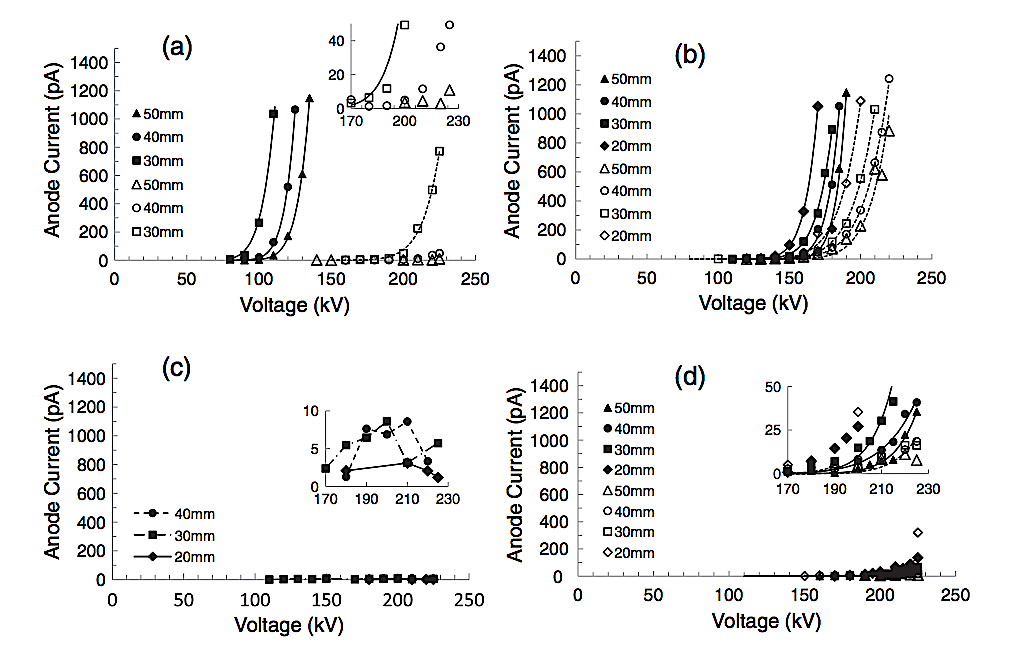 (a)
Anode Current (pA)
1400
1200
1000
800
600
400
200
0
50mm
40mm
30mm
50mm
40mm
30mm
40
20
0
170
200
230
0
50
100
150
200
250
Voltage (kV)
(b)
Anode Current (pA)
1400
1200
1000
800
600
400
200
0
50mm
40mm
30mm
20mm
50mm
40mm
30mm
20mm
0
50
100
150
200
250
Voltage (kV)
(c)
Anode Current (pA)
1400
1200
1000
800
600
400
200
0
10
5
0
170
190
210
230
40mm
30mm
20mm
0
50
100
150
200
250
Voltage (kV)
(d)
Anode Current (pA)
1400
1200
1000
800
600
400
200
0
50mm
40mm
30mm
20mm
50mm
40mm
30mm
20mm
50
25
0
170
190
210
230
0
50
100
150
200
250
Voltage (kV)